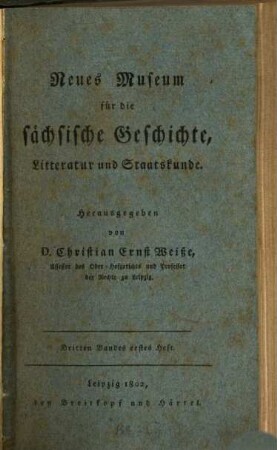 Neues Museum
für die
sächsische Geschichte,
Litteratur und Staatskunde.
Herausgegeben
von
D. Christian Ernst Weiße,
Assessor des Ober-Hofgerichts und Professor
der Rechte zu Leipzig.
Dritten Bandes erstes Heft.
Leipzig 1802,
bey Breitkopf und Härtel.